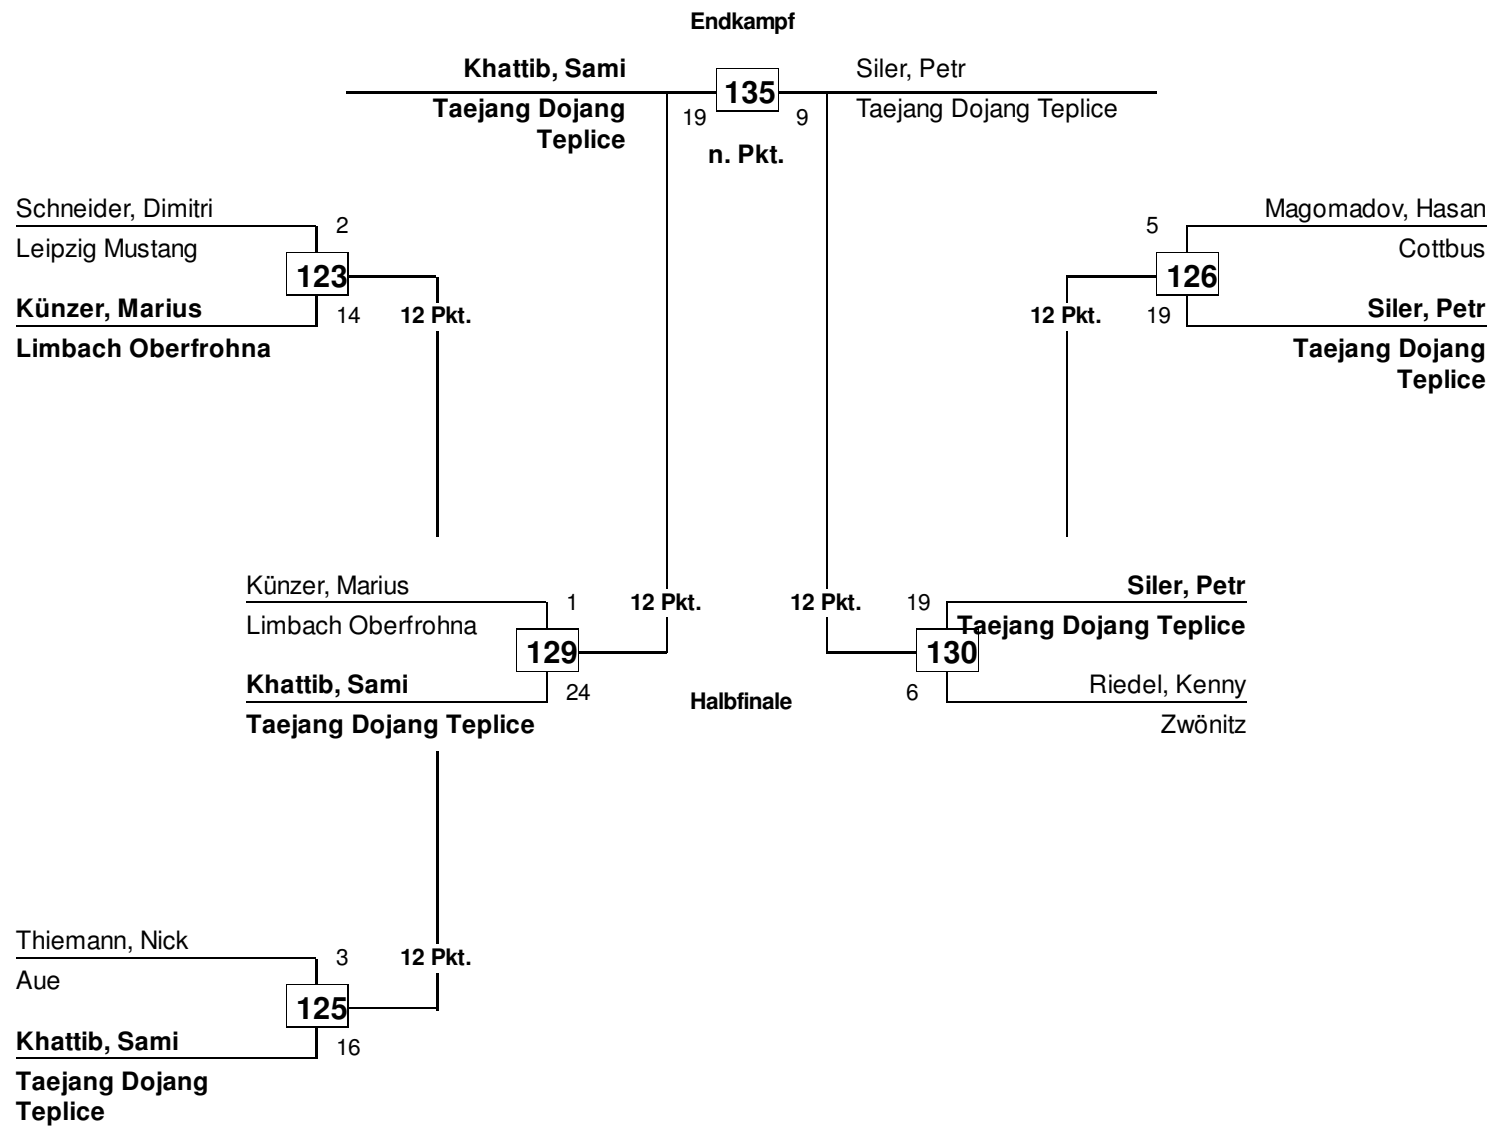 Endkampf
Khattib, Sami
135
Siler, Petr
Taejang Dojang
Teplice
19
9
Taejang Dojang Teplice
n. Pkt.
Schneider, Dimitri
2
Leipzig Mustang
123
Künzer, Marius
14
12 Pkt.
Limbach Oberfrohna
5
Magomadov, Hasan
Cottbus
126
12 Pkt.
19
Siler, Petr
Taejang Dojang
Teplice
Künzer, Marius
1
12 Pkt.
Limbach Oberfrohna
129
Khattib, Sami
24
Taejang Dojang Teplice
Halbfinale
12 Pkt.
19
Siler, Petr
Taejang Dojang Teplice
130
6
Riedel, Kenny
Zwönitz
Thiemann, Nick
3
12 Pkt.
Aue
125
Khattib, Sami
16
Taejang Dojang
Teplice